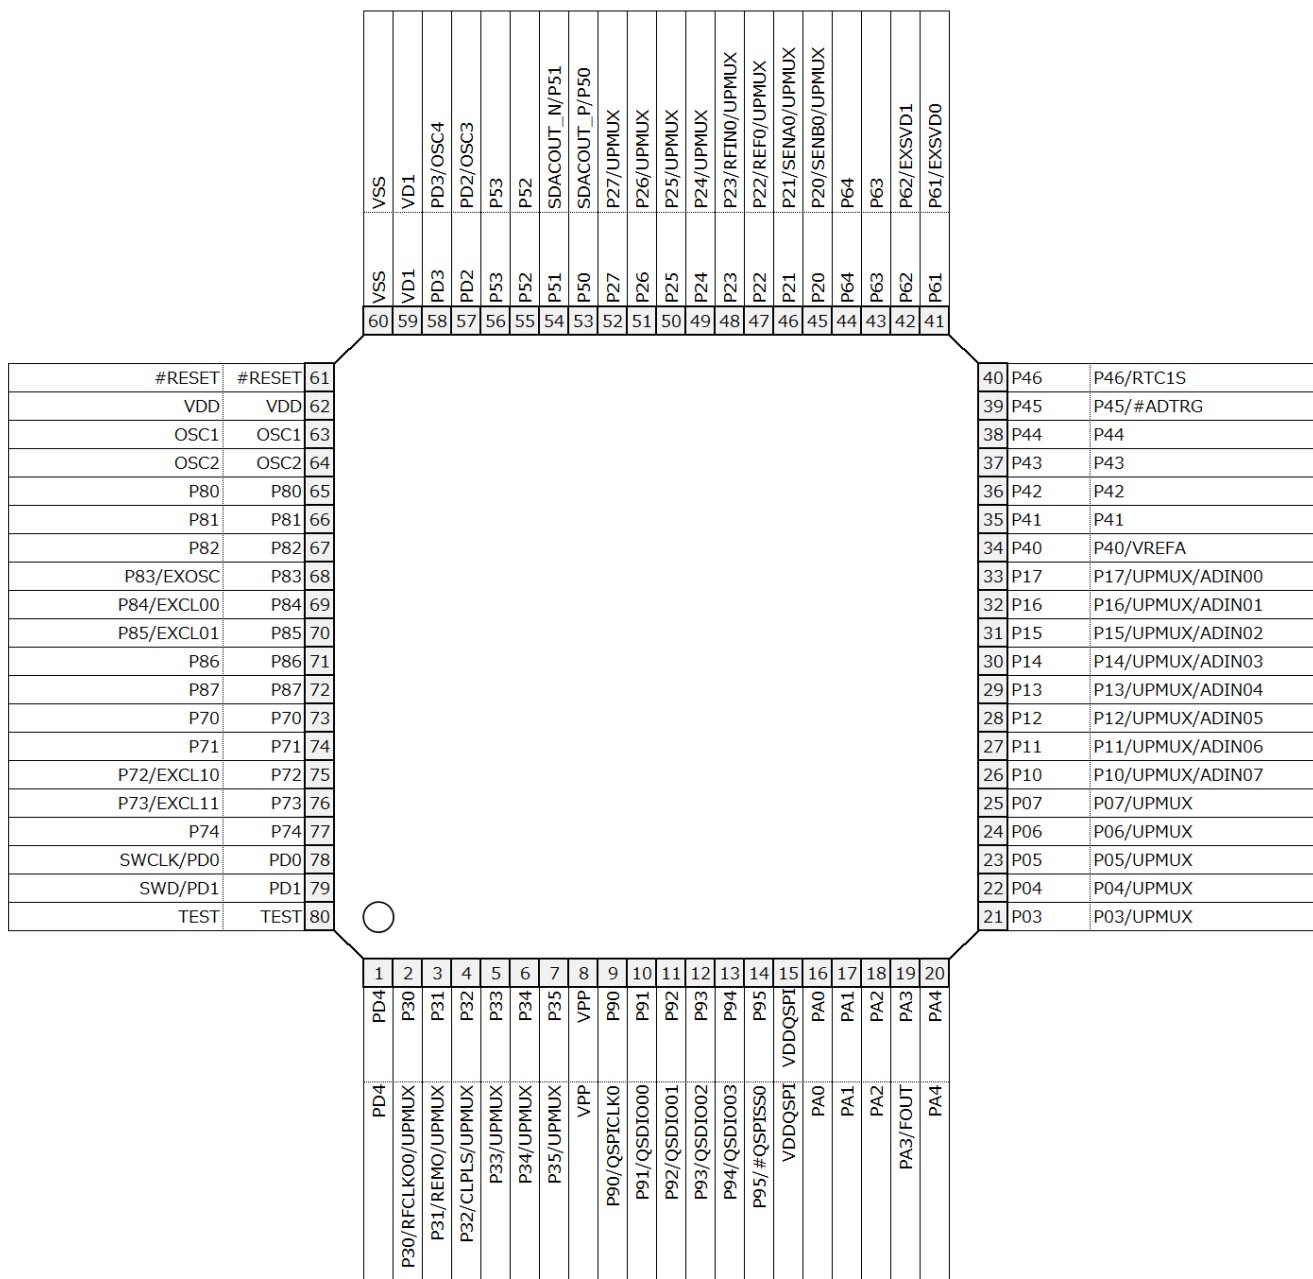 VSS VD1 PD3/OSC4 PD2/OSC3 P53 P52 SDACOUT_N/P51 SDACOUT_P/P50 P27/UPMUX P26/UPMUX P25/UPMUX P24/UPMUX P23/RFIN0/UPMUX P22/REF0/UPMUX P21/SENA0/UPMUX P20/SENB0/UPMUX P64 P63 P62/EXSVD1 P61/EXSVD0
VSS VD1 PD3 PD2 P53 P52 P51 P50 P27 P26 P25 P24 P23 P22 P21 P20 P64 P63 P62 P61
60 59 58 57 56 55 54 53 52 51 50 49 48 47 46 45 44 43 42 41
#RESET #RESET 61
VDD VDD 62
OSC1 OSC1 63
OSC2 OSC2 64
P80 P80 65
P81 P81 66
P82 P82 67
P83/EXOSC P83 68
P84/EXCL00 P84 69
P85/EXCL01 P85 70
P86 P86 71
P87 P87 72
P70 P70 73
P71 P71 74
P72/EXCL10 P72 75
P73/EXCL11 P73 76
P74 P74 77
SWCLK/PD0 PD0 78
SWD/PD1 PD1 79
TEST TEST 80
40 P46 P46/RTC1S
39 P45 P45/#ADTRG
38 P44 P44
37 P43 P43
36 P42 P42
35 P41 P41
34 P40 P40/VREFA
33 P17 P17/UPMUX/ADIN00
32 P16 P16/UPMUX/ADIN01
31 P15 P15/UPMUX/ADIN02
30 P14 P14/UPMUX/ADIN03
29 P13 P13/UPMUX/ADIN04
28 P12 P12/UPMUX/ADIN05
27 P11 P11/UPMUX/ADIN06
26 P10 P10/UPMUX/ADIN07
25 P07 P07/UPMUX
24 P06 P06/UPMUX
23 P05 P05/UPMUX
22 P04 P04/UPMUX
21 P03 P03/UPMUX
1 2 3 4 5 6 7 8 9 10 11 12 13 14 15 16 17 18 19 20
PD4 P30 P31 P32 P33 P34 P35 VPP P90 P91 P92 P93 P94 P95 VDDQSPI PA0 PA1 PA2 PA3 PA4
PD4 P30/RFCLKO0/UPMUX P31/REMO/UPMUX P32/CLPLS/UPMUX P33/UPMUX P34/UPMUX P35/UPMUX VPP P90/QSPICLK0 P91/QSDIO00 P92/QSDIO01 P93/QSDIO02 P94/QSDIO03 P95/#QSPISS0 VDDQSPI PA0 PA1 PA2 PA3/FOUT PA4